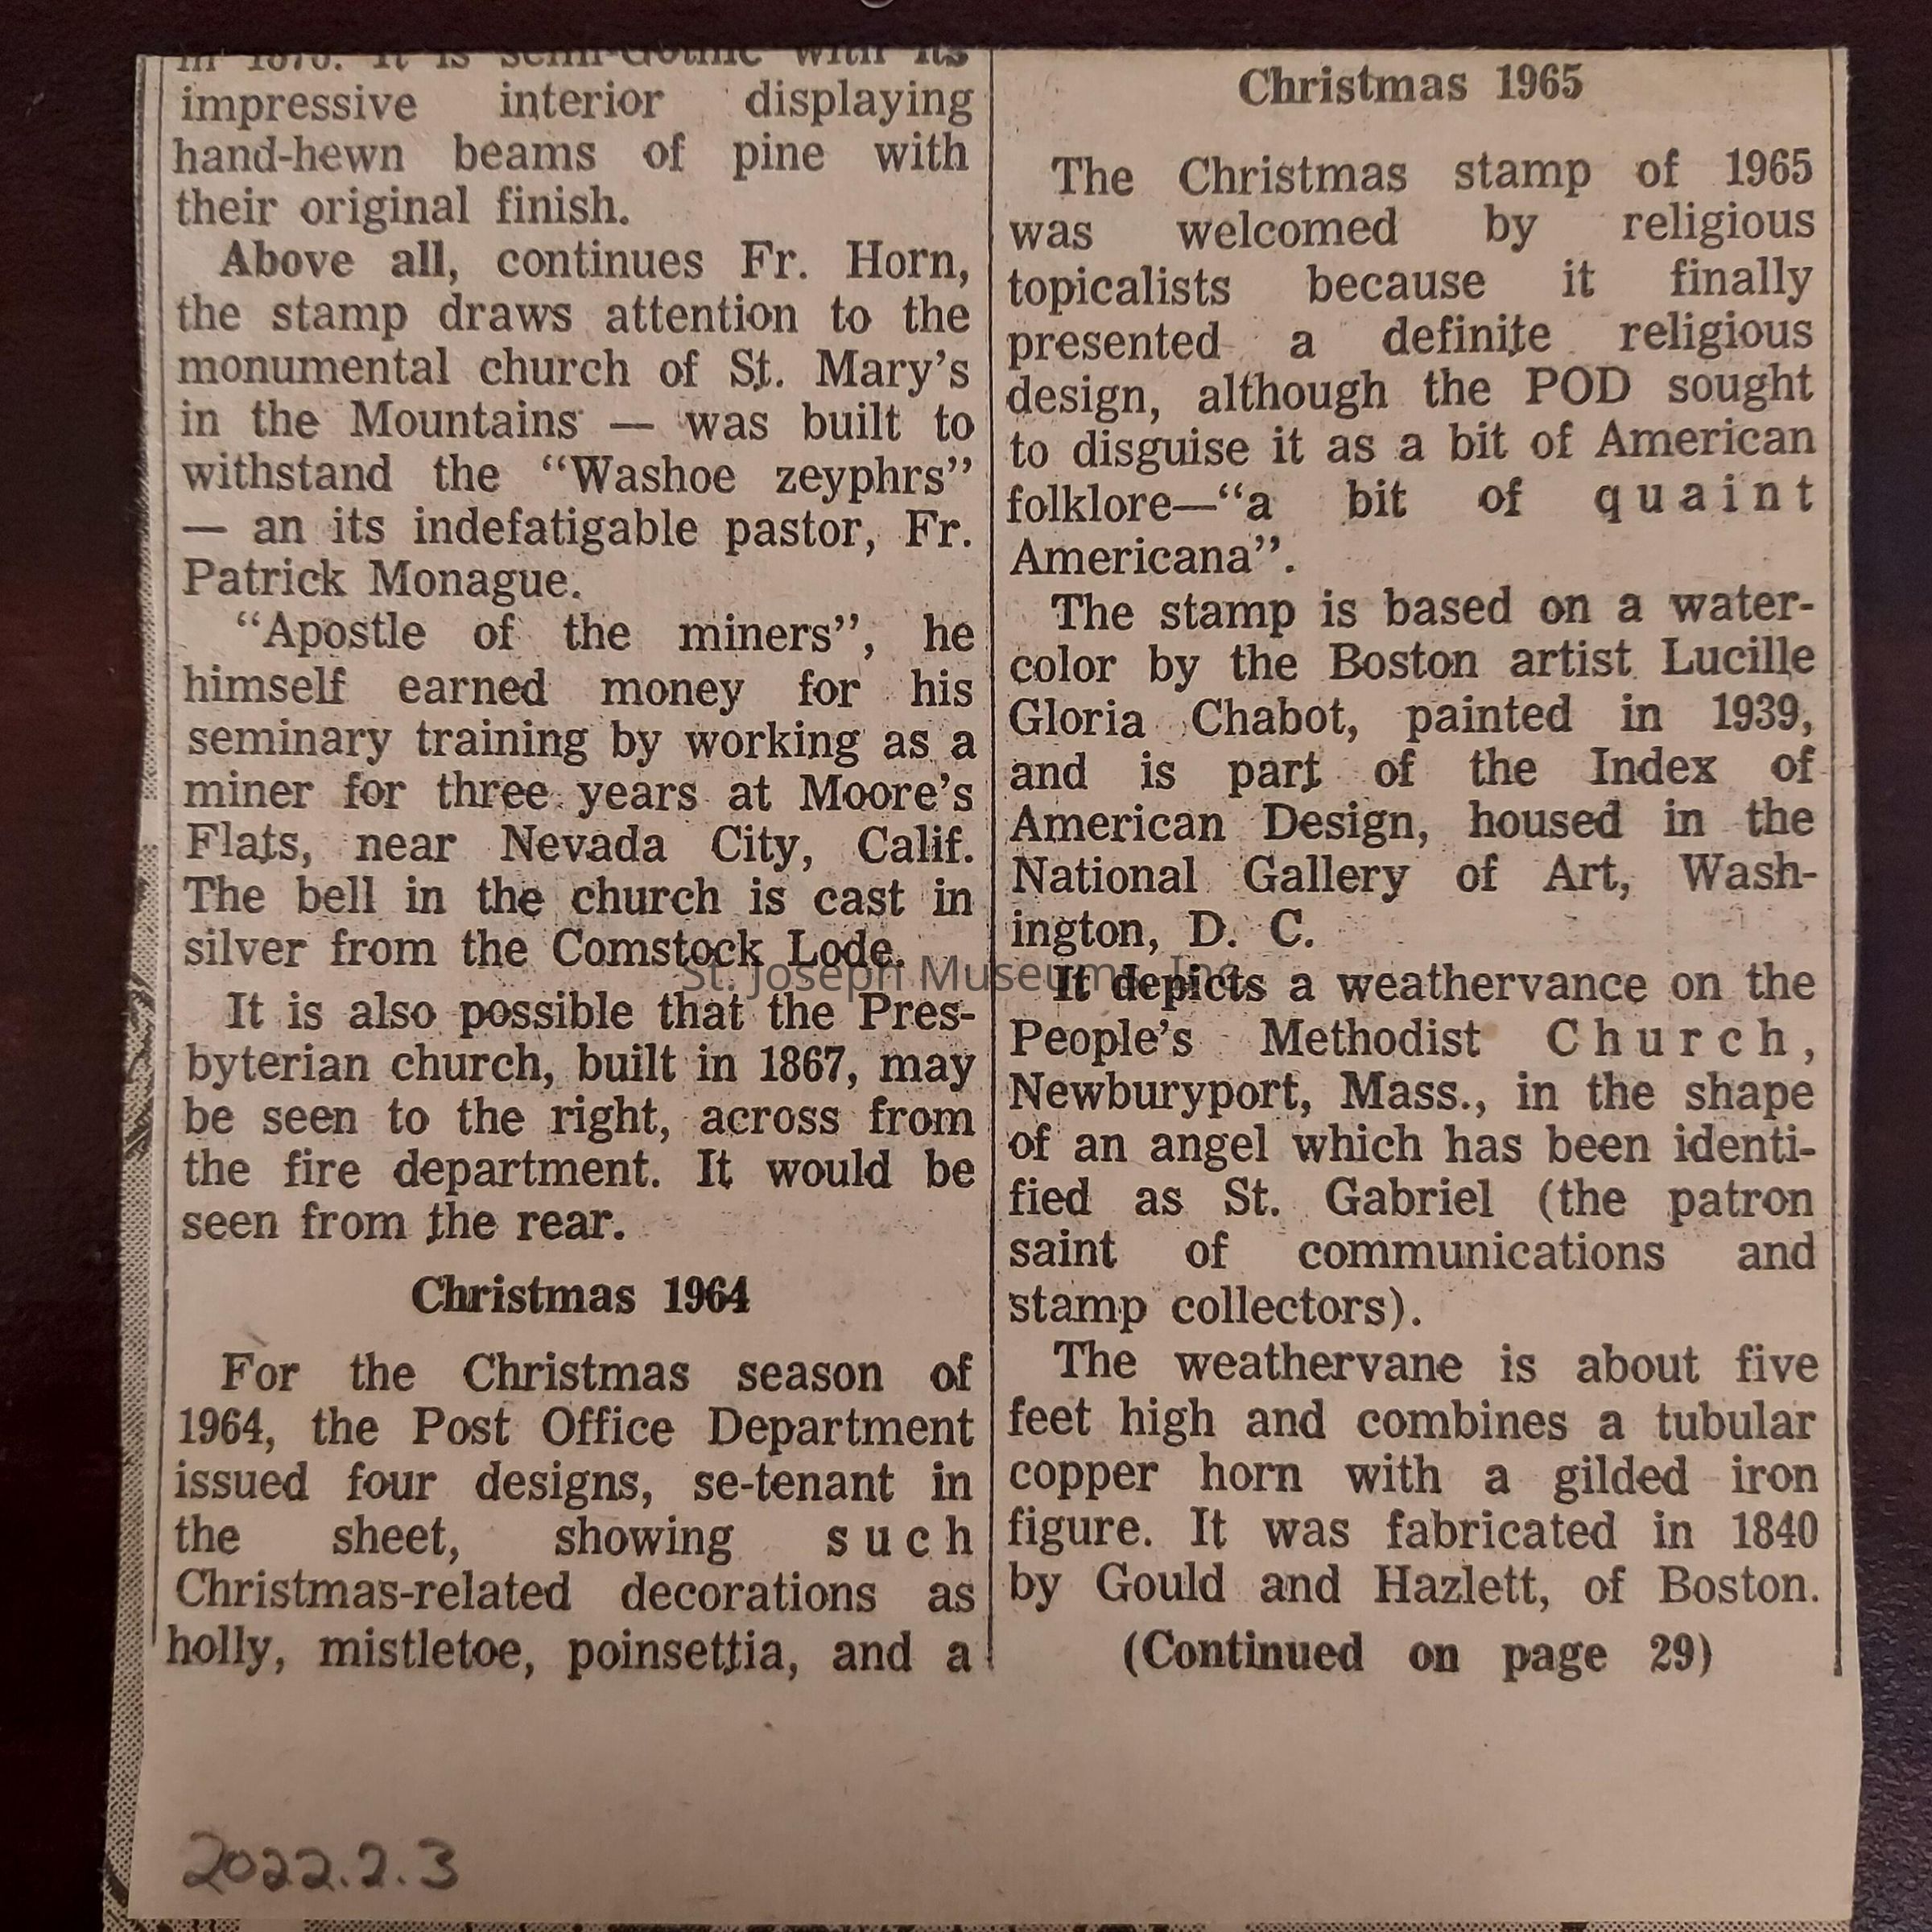 in 1870. It is semi-Gothic with its
impressive interior displaying
hand-hewn beams of pine with
their original finish.
Above all, continues Fr. Horn,
the stamp draws attention to the
monumental church of St. Mary's
in the Mountains — was built to
withstand the “Washoe zeyphrs”
— an its indefatigable pastor, Fr.
Patrick Monague.
“Apostle of the miners”, he
himself earned money for his
seminary training by working as a
miner for three years at Moore's
Flats, near Nevada City, Calif.
The bell in the church is cast in
silver from the Comstock Lode.
It is also possible that the Pres-
byterian church, built in 1867, may
be seen to the right, across from
the fire department. It would be
seen from the rear.
Christmas 1964
For the Christmas season of
1964, the Post Office Department
issued four designs, se-tenant in
the sheet, showing such
Christmas-related decorations as
holly, mistletoe, poinsettia, and a
Christmas 1965
The Christmas stamp of 1965
was welcomed by religious
topicalists because it finally
presented a definite religious
design, although the POD sought
to disguise it as a bit of American
folklore—“a bit of quaint
Americana”.
The stamp is based on a water-
color by the Boston artist Lucille
Gloria Chabot, painted in 1939,
and is part of the Index of
American Design, housed in the
National Gallery of Art, Wash-
ington, D. C.
It depicts a weathervance on the
People's Methodist Church,
Newburyport, Mass., in the shape
of an angel which has been identi-
fied as St. Gabriel (the patron
saint of communications and
stamp collectors).
The weathervane is about five
feet high and combines a tubular
copper horn with a gilded iron
figure. It was fabricated in 1840
by Gould and Hazlett, of Boston.
(Continued on page 29)
St. Joseph Museums, Inc.
2022.2.3